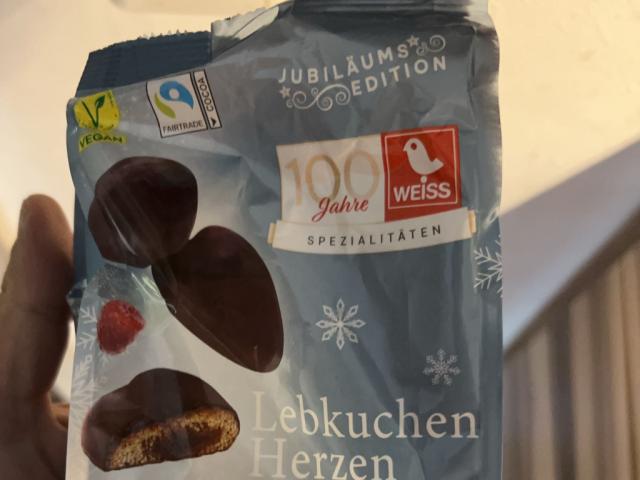 JUBILÄUMS
EDITION
VEGAN
FAIRTRADE
COCOA
100
Jahre
WEISS
SPEZIALITÄTEN
Lebkuchen
Herzen